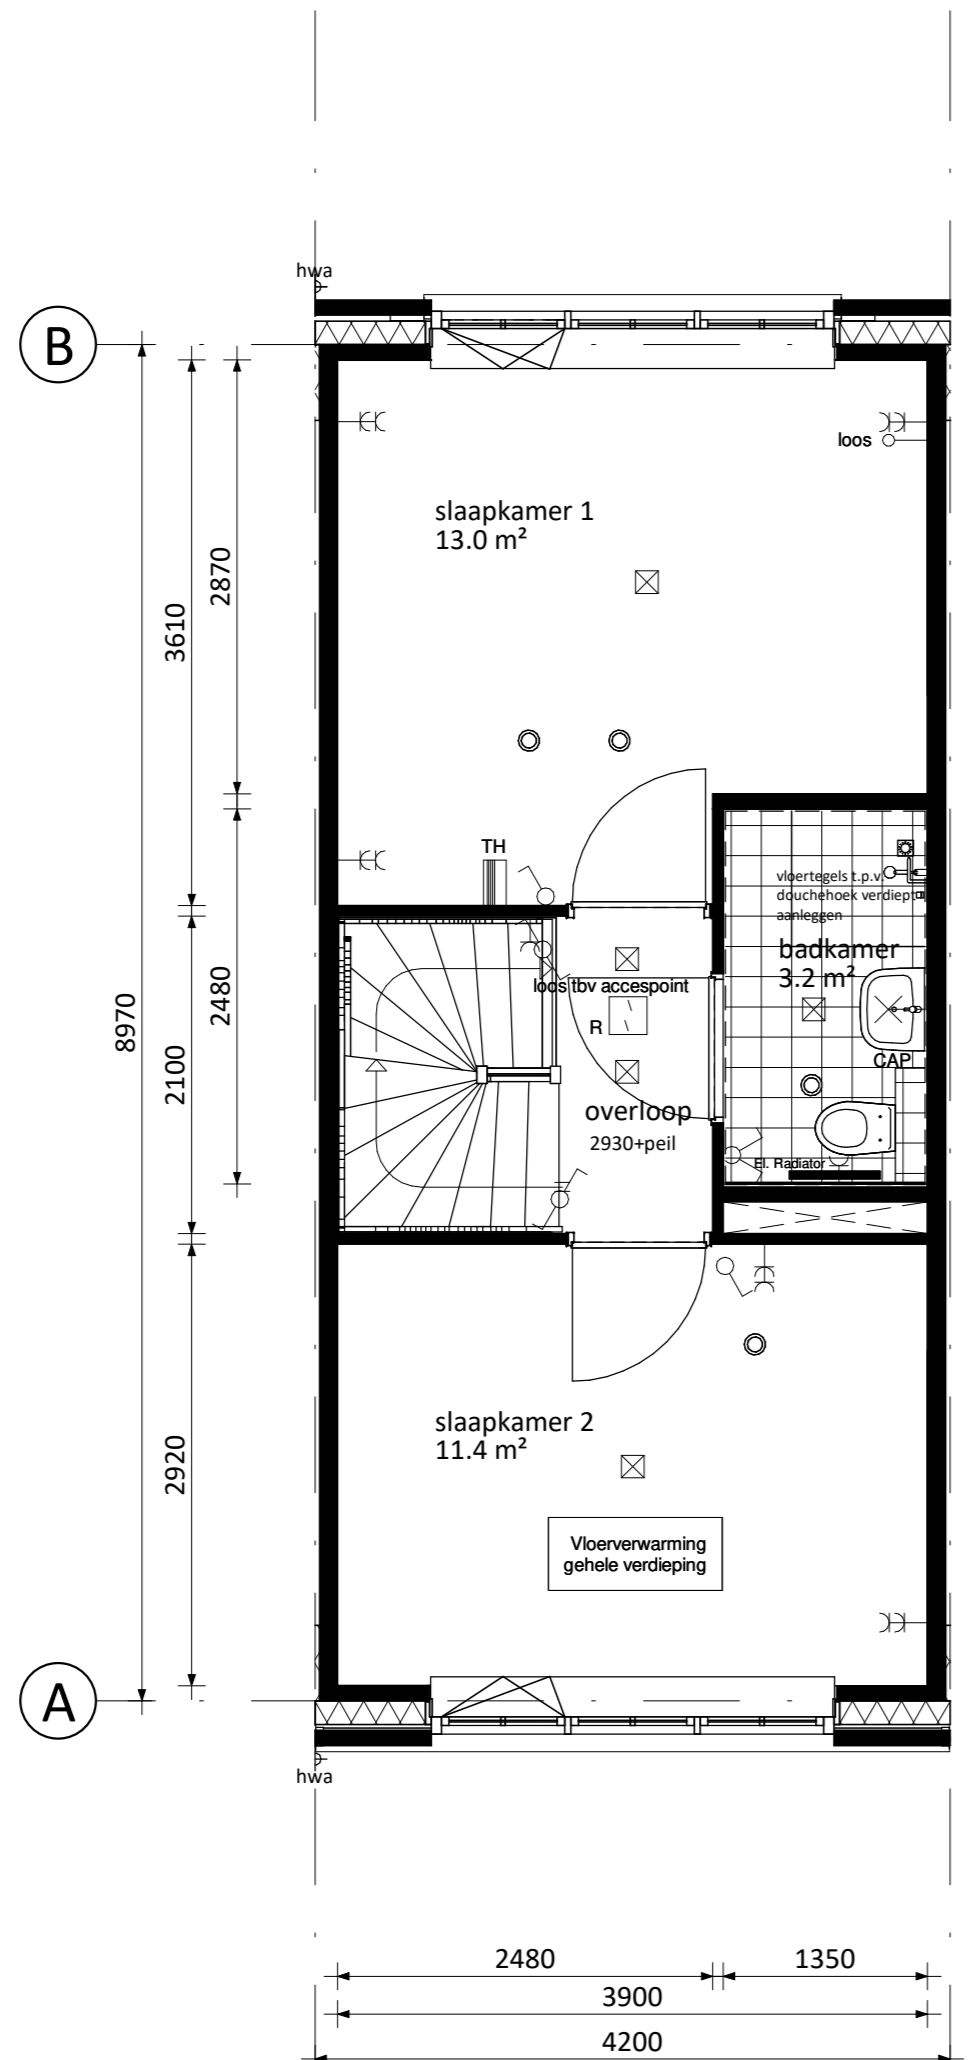 hwa
B
loos
slaapkamer 1
13.0 m²
2870
3610
TH
vloertegels t.p.v.
douchehoek verdiept
aanleggen
badkamer
3.2 m²
loos tbv accespoint
R
2480
8970
2100
CAP
overloop
2930+peil
El. Radiator
slaapkamer 2
11.4 m²
2920
Vloerverwarming
gehele verdieping
A
hwa
2480
1350
3900
4200